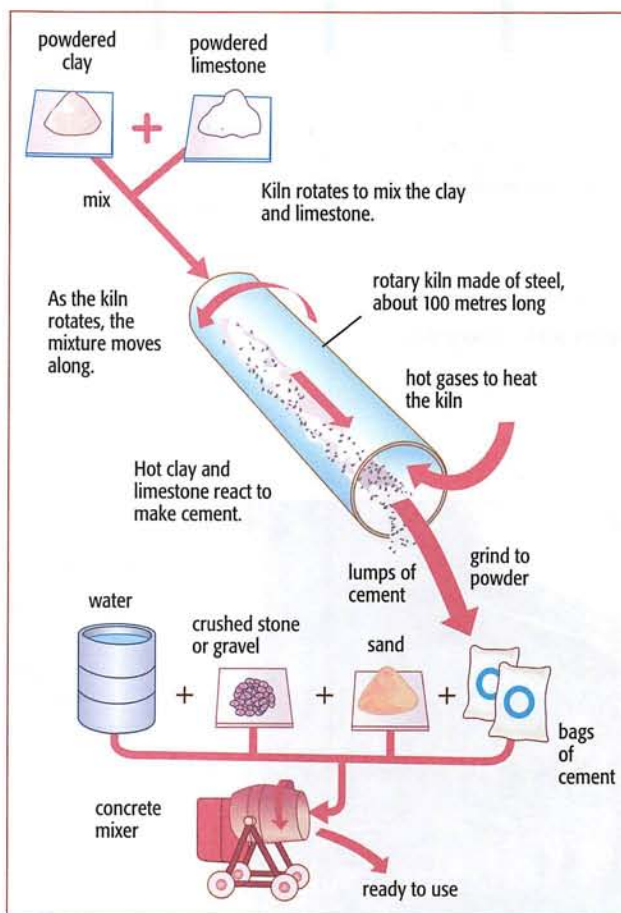 powdered
clay
powdered
limestone
mix
Kiln rotates to mix the clay
and limestone.
As the kiln
rotates, the
mixture moves
along.
rotary kiln made of steel,
about 100 metres long
hot gases to heat
the kiln
Hot clay and
limestone react to
make cement.
lumps of
cement
grind to
powder
water
crushed stone
or gravel
sand
+
+
+
+
bags
of
cement
concrete
mixer
ready to use